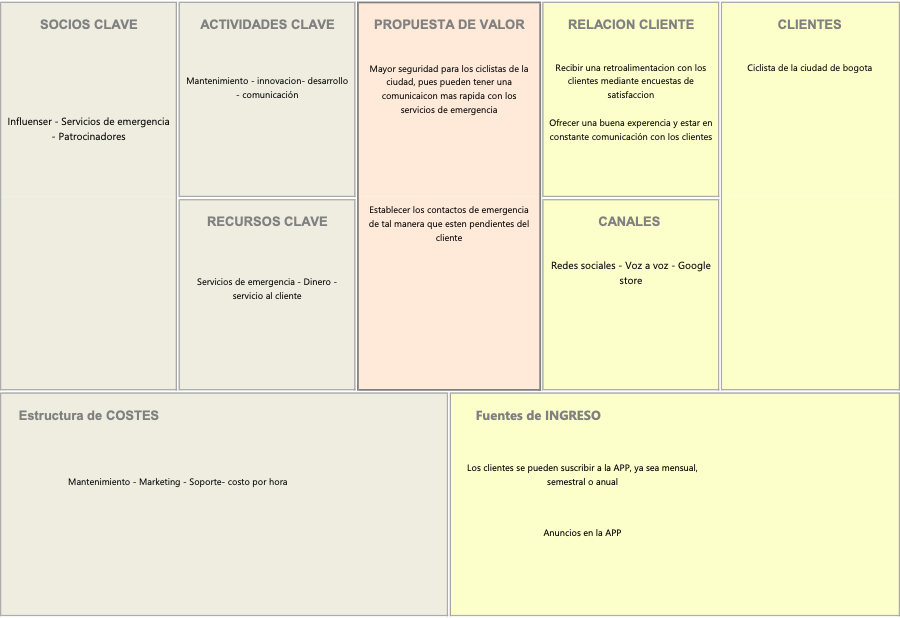 SOCIOS CLAVE
Influenser - Servicios de emergencia
- Patrocinadores
ACTIVIDADES CLAVE
Mantenimiento - innovacion- desarrollo
- comunicación
RECURSOS CLAVE
Servicios de emergencia - Dinero -
servicio al cliente
PROPUESTA DE VALOR
Mayor seguridad para los ciclistas de la
ciudad, pues pueden tener una
comunicaicon mas rapida con los
servicios de emergencia
Establecer los contactos de emergencia
de tal manera que esten pendientes del
cliente
RELACION CLIENTE
Recibir una retroalimentacion con los
clientes mediante encuestas de
satisfaccion
Ofrecer una buena experencia y estar en
constante comunicación con los clientes
CANALES
Redes sociales - Voz a voz - Google
store
CLIENTES
Ciclista de la ciudad de bogota
Estructura de COSTES
Mantenimiento - Marketing - Soporte- costo por hora
Fuentes de INGRESO
Los clientes se pueden suscribir a la APP, ya sea mensual,
semestral o anual
Anuncios en la APP